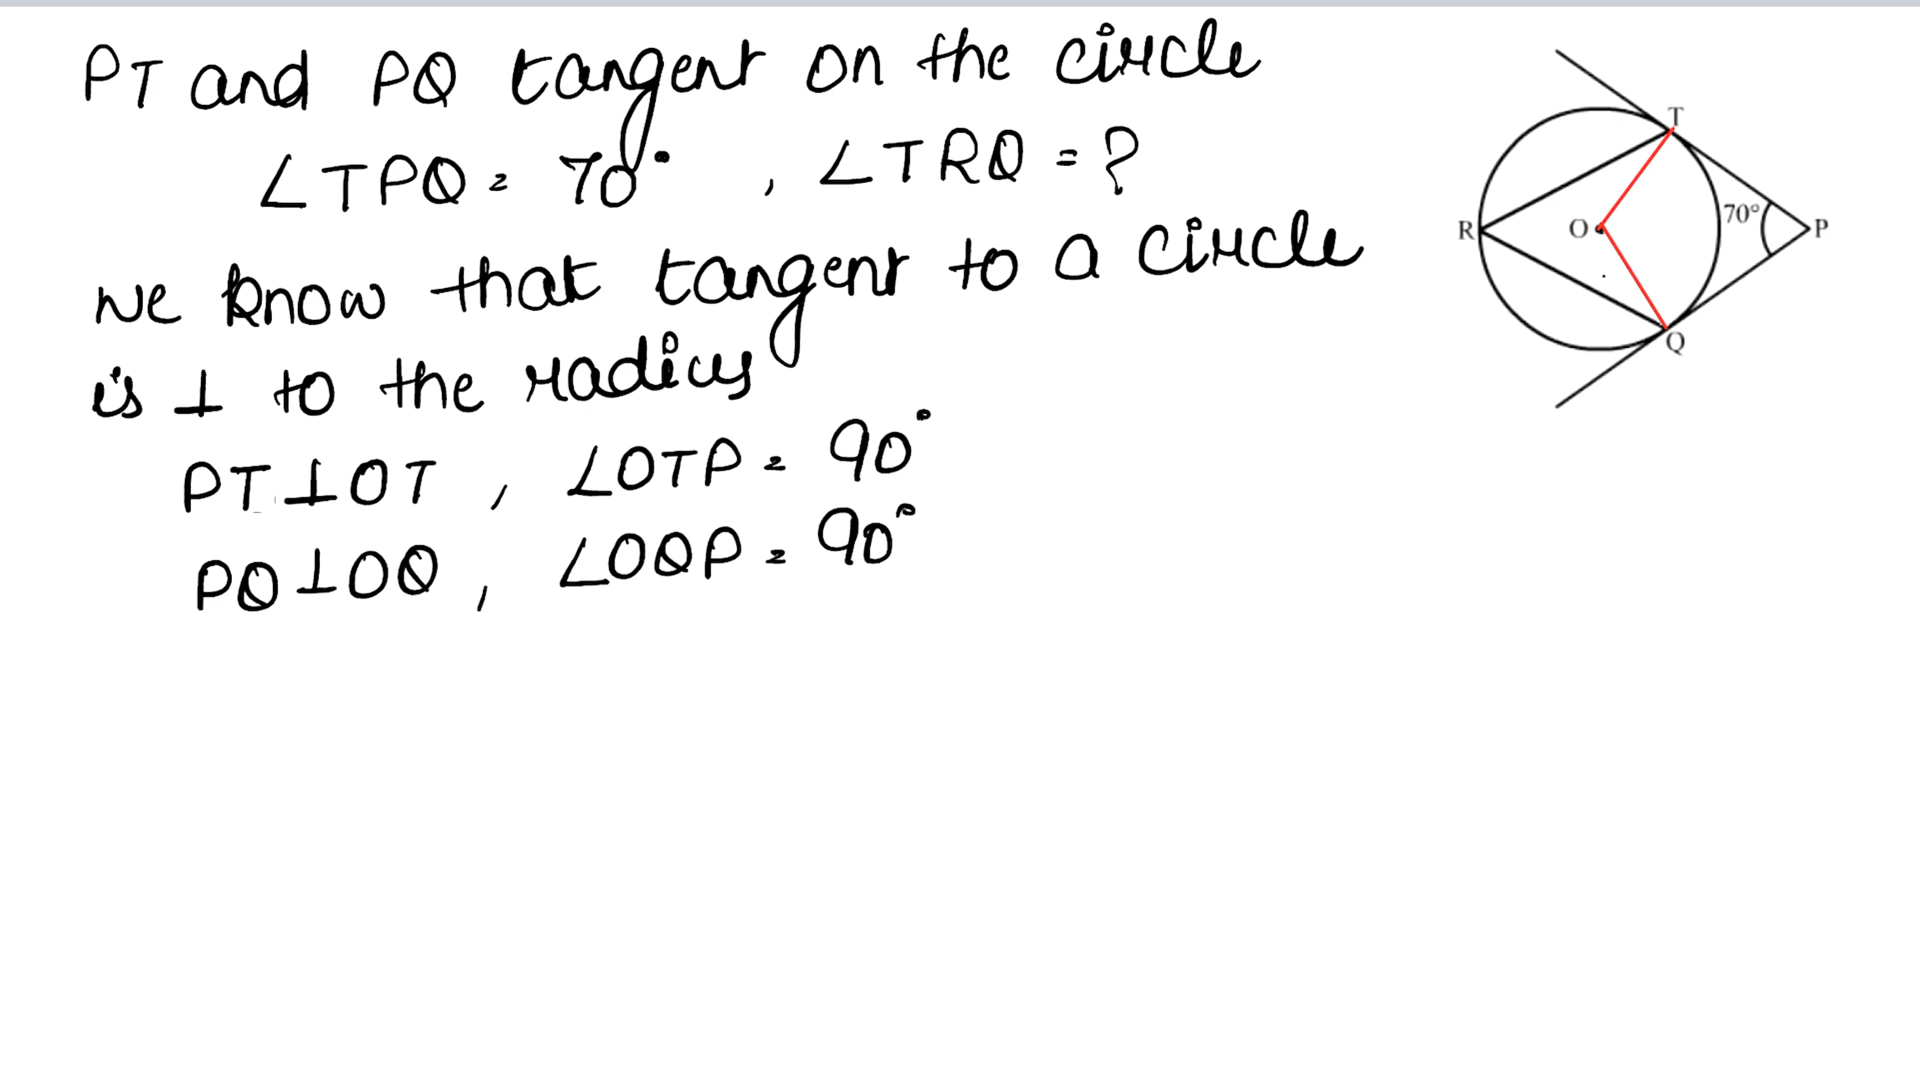 PT and PQ tangent on the circle
∠TPQ = 70° , ∠TRQ = ?
we know that tangent to a circle
is ⊥ to the radius
PT ⊥ OT , ∠OTP = 90°
PQ ⊥ OQ , ∠OQP = 90°
T
R
O
70°
P
Q